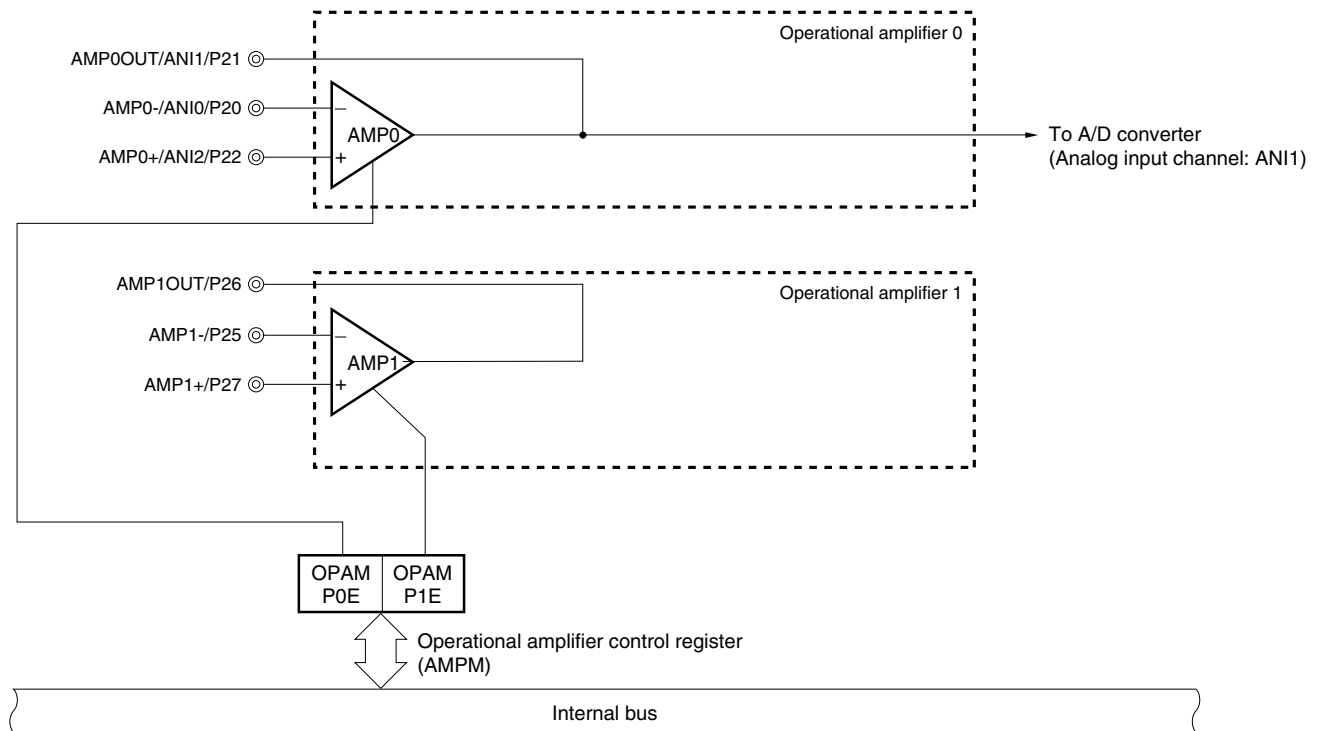 Operational amplifier 0
AMP0OUT/ANI1/P21
AMP0-/ANI0/P20
AMP0+/ANI2/P22
−
AMP0
+
To A/D converter
(Analog input channel: ANI1)
Operational amplifier 1
AMP1OUT/P26
AMP1-/P25
AMP1+/P27
−
AMP1
+
OPAM
P0E
OPAM
P1E
Operational amplifier control register
(AMPM)
Internal bus